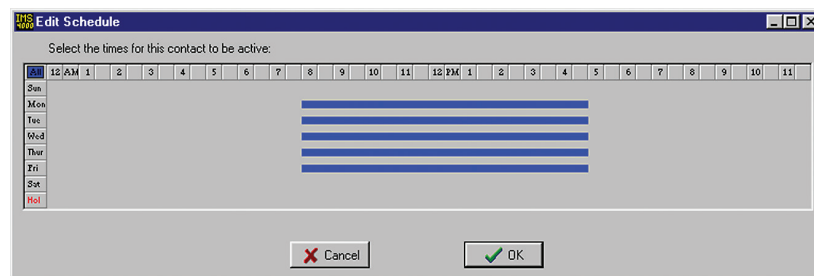 IMS 4000 Edit Schedule
Select the times for this contact to be active:
All 12 AM 1 2 3 4 5 6 7 8 9 10 11 12 PM 1 2 3 4 5 6 7 8 9 10 11
Sun
Mon
Tue
Wed
Thur
Fri
Sat
Hol
Cancel OK